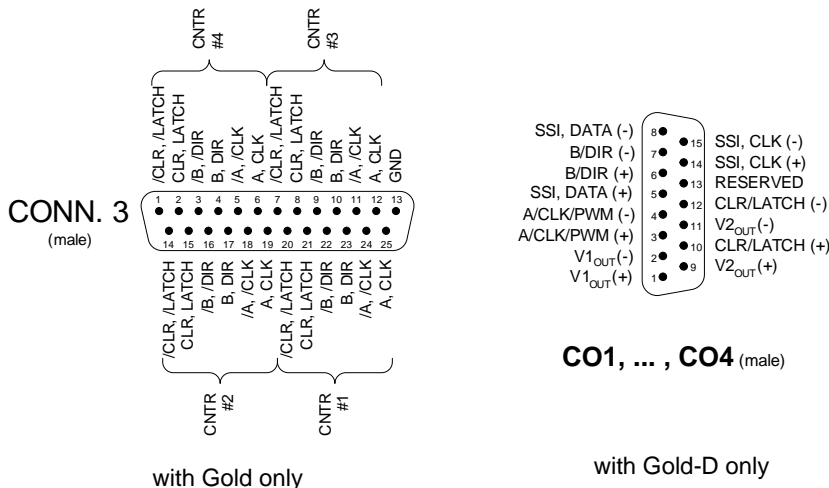 CNTR
#4
CNTR
#3
/CLR, /LATCH
CLR, LATCH
/B, /DIR
B, DIR
/A, /CLK
A, CLK
/CLR, /LATCH
CLR, LATCH
/B, /DIR
B, DIR
/A, /CLK
A, CLK
GND
CONN. 3
(male)
1 2 3 4 5 6 7 8 9 10 11 12 13
14 15 16 17 18 19 20 21 22 23 24 25
/CLR, /LATCH
CLR, LATCH
/B, /DIR
B, DIR
/A, /CLK
A, CLK
/CLR, /LATCH
CLR, LATCH
/B, /DIR
B, DIR
/A, /CLK
A, CLK
CNTR
#2
CNTR
#1
with Gold only
SSI, DATA (-) 8
B/DIR (-) 7
B/DIR (+) 6
SSI, DATA (+) 5
A/CLK/PWM (-) 4
A/CLK/PWM (+) 3
V1OUT(-) 2
V1OUT(+) 1
15 SSI, CLK (-)
14 SSI, CLK (+)
13 RESERVED
12 CLR/LATCH (-)
11 V2OUT(-)
10 CLR/LATCH (+)
9 V2OUT(+)
CO1, ... , CO4 (male)
with Gold-D only